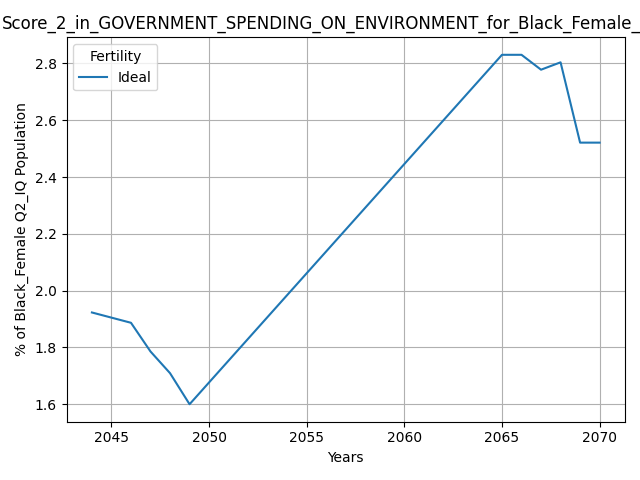 Score_2_in_GOVERNMENT_SPENDING_ON_ENVIRONMENT_for_Black_Female_
Fertility
Ideal
% of Black_Female Q2_IQ Population
2.8
2.6
2.4
2.2
2.0
1.8
1.6
2045 2050 2055 2060 2065 2070
Years